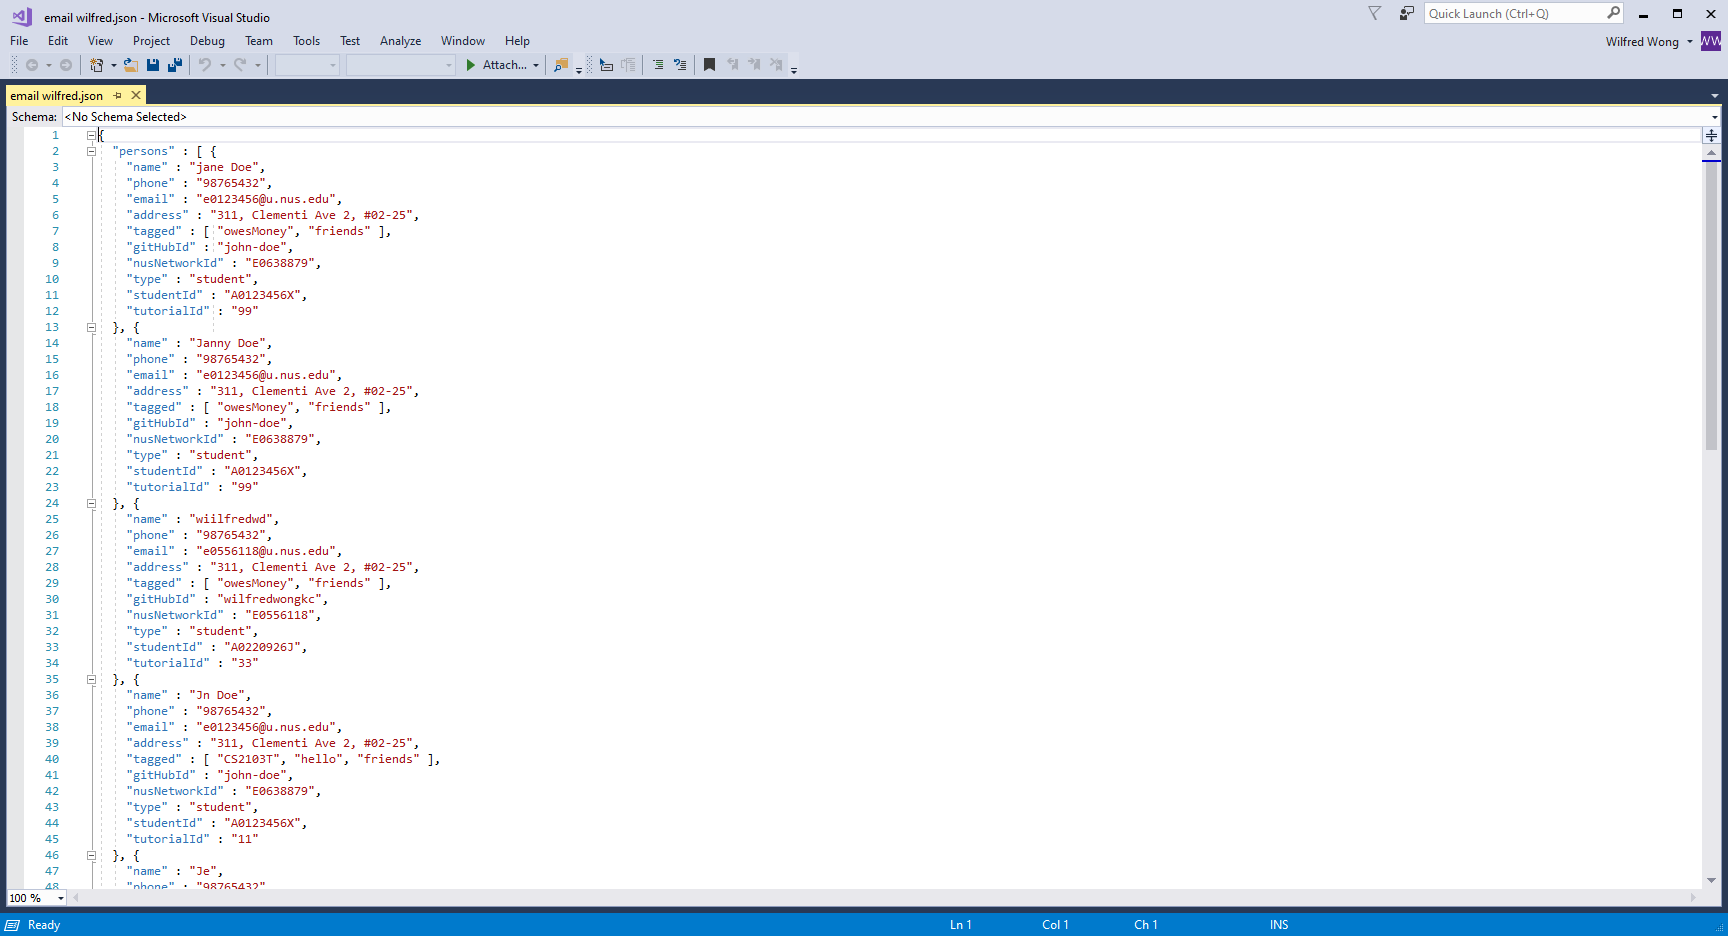 email wilfred.json - Microsoft Visual Studio
Quick Launch (Ctrl+Q)
File Edit View Project Debug Team Tools Test Analyze Window Help
Wilfred Wong WW
Attach...
email wilfred.json
Schema: <No Schema Selected>
1 {
2 "persons" : [ {
3 "name" : "jane Doe",
4 "phone" : "98765432",
5 "email" : "e0123456@u.nus.edu",
6 "address" : "311, Clementi Ave 2, #02-25",
7 "tagged" : [ "owesMoney", "friends" ],
8 "gitHubId" : "john-doe",
9 "nusNetworkId" : "E0638879",
10 "type" : "student",
11 "studentId" : "A0123456X",
12 "tutorialId" : "99"
13 }, {
14 "name" : "Janny Doe",
15 "phone" : "98765432",
16 "email" : "e0123456@u.nus.edu",
17 "address" : "311, Clementi Ave 2, #02-25",
18 "tagged" : [ "owesMoney", "friends" ],
19 "gitHubId" : "john-doe",
20 "nusNetworkId" : "E0638879",
21 "type" : "student",
22 "studentId" : "A0123456X",
23 "tutorialId" : "99"
24 }, {
25 "name" : "wiilfredwd",
26 "phone" : "98765432",
27 "email" : "e0556118@u.nus.edu",
28 "address" : "311, Clementi Ave 2, #02-25",
29 "tagged" : [ "owesMoney", "friends" ],
30 "gitHubId" : "wilfredwongkc",
31 "nusNetworkId" : "E0556118",
32 "type" : "student",
33 "studentId" : "A0220926J",
34 "tutorialId" : "33"
35 }, {
36 "name" : "Jn Doe",
37 "phone" : "98765432",
38 "email" : "e0123456@u.nus.edu",
39 "address" : "311, Clementi Ave 2, #02-25",
40 "tagged" : [ "CS2103T", "hello", "friends" ],
41 "gitHubId" : "john-doe",
42 "nusNetworkId" : "E0638879",
43 "type" : "student",
44 "studentId" : "A0123456X",
45 "tutorialId" : "11"
46 }, {
47 "name" : "Je",
48 "phone" : "98765432"
100 %
Ready Ln 1 Col 1 Ch 1 INS